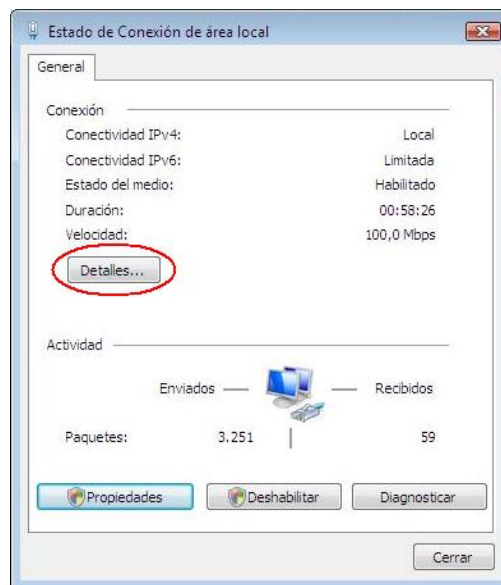 Estado de Conexión de área local
General
Conexión
Conectividad IPv4: Local
Conectividad IPv6: Limitada
Estado del medio: Habilitado
Duración: 00:58:26
Velocidad: 100,0 Mbps
Detalles...
Actividad
Enviados Recibidos
Paquetes: 3.251 59
Propiedades Deshabilitar Diagnosticar
Cerrar